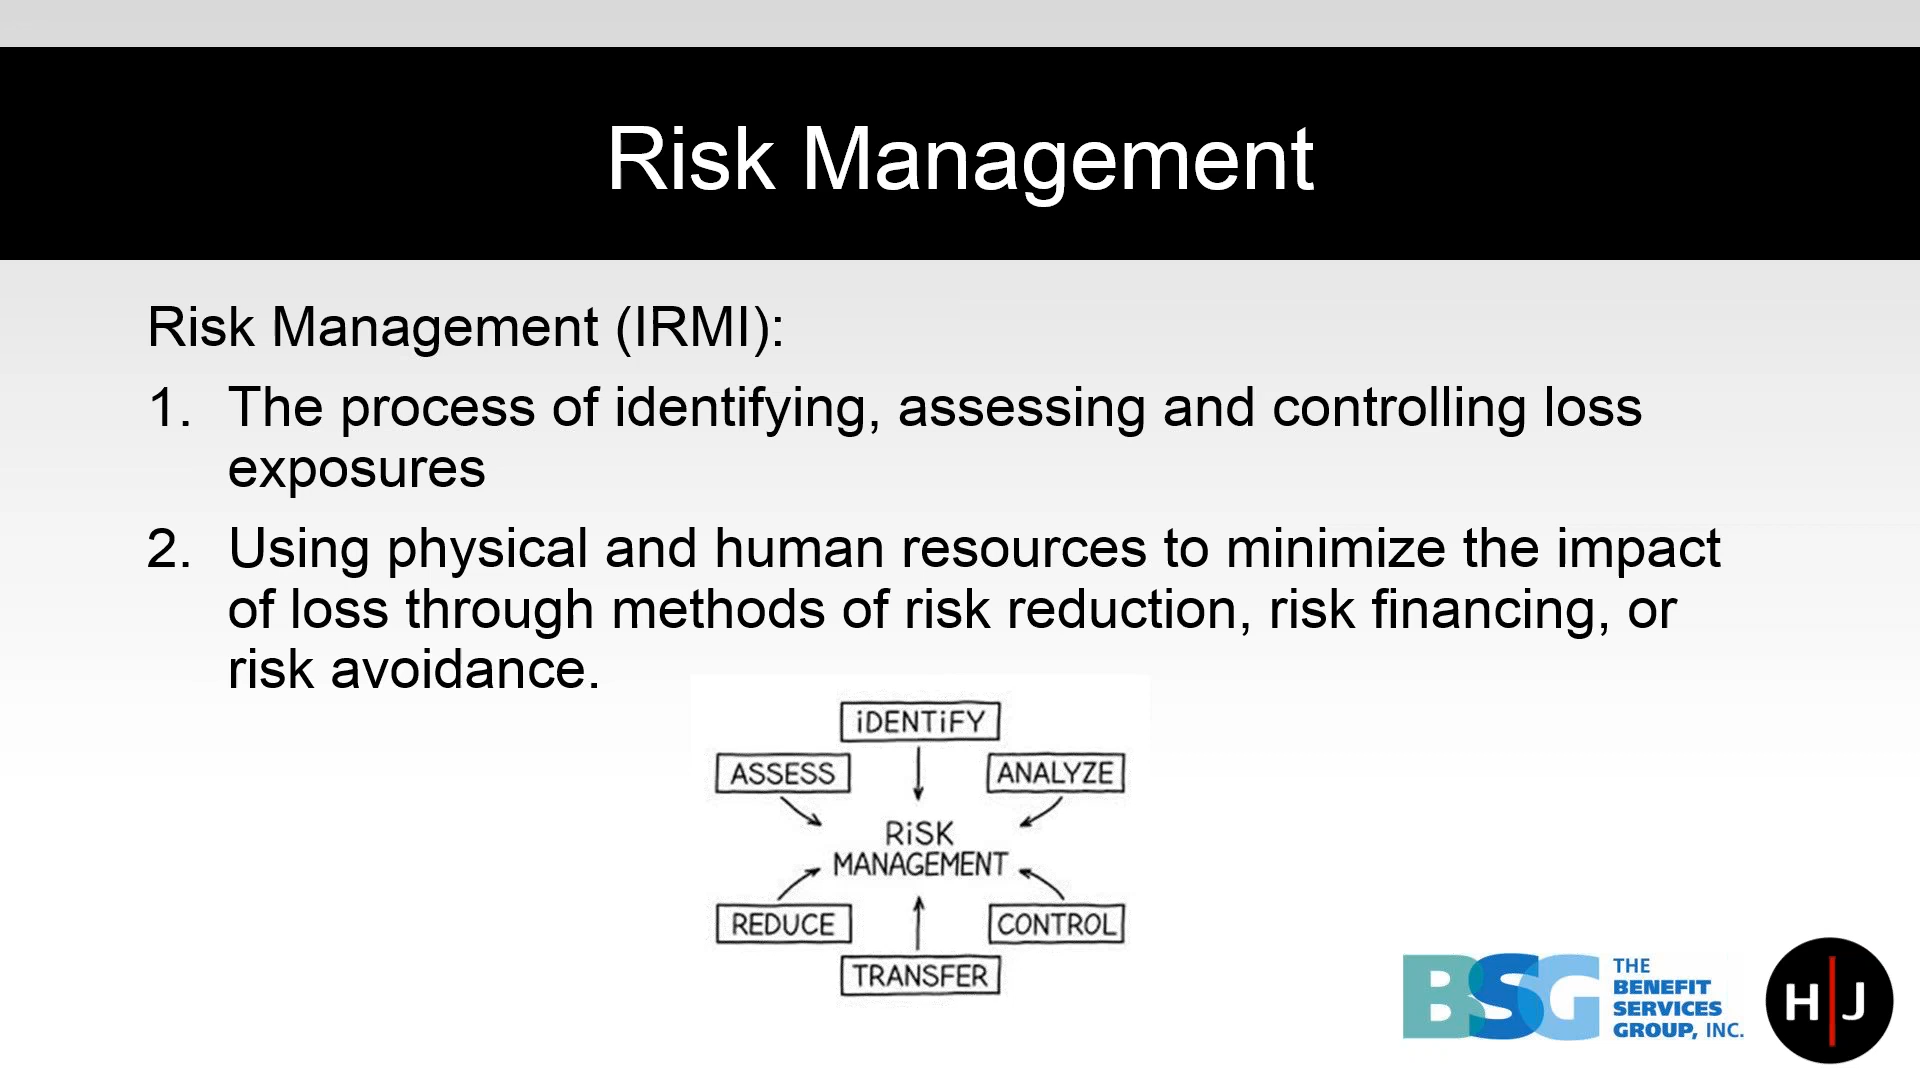 Risk Management
Risk Management (IRMI):
1. The process of identifying, assessing and controlling loss
exposures
2. Using physical and human resources to minimize the impact
of loss through methods of risk reduction, risk financing, or
risk avoidance.
iDENTiFY
ASSESS
ANALYZE
RiSK
MANAGEMENT
REDUCE
CONTROL
TRANSFER
BSG
THE
BENEFIT
SERVICES
GROUP, INC.
H|J